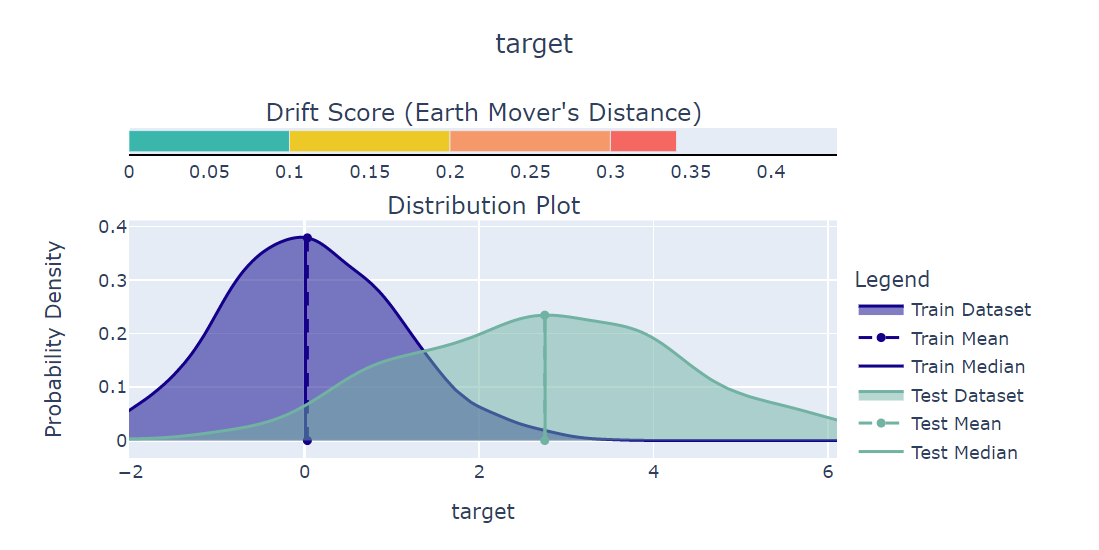 target
Drift Score (Earth Mover's Distance)
0 0.05 0.1 0.15 0.2 0.25 0.3 0.35 0.4
Distribution Plot
Probability Density
0.4
0.3
0.2
0.1
0
−2 0 2 4 6
target
Legend
Train Dataset
Train Mean
Train Median
Test Dataset
Test Mean
Test Median